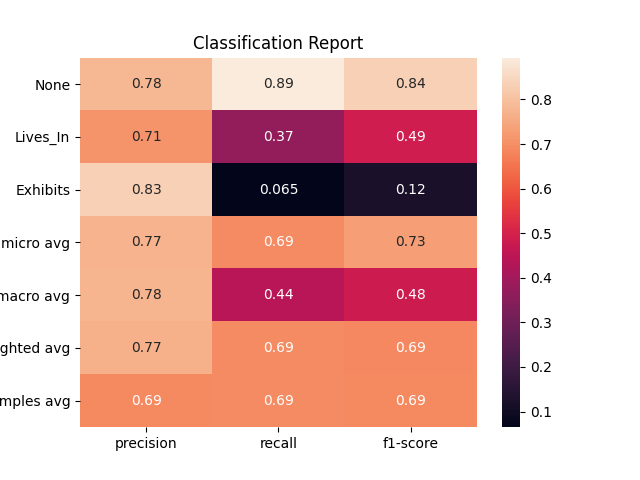 Classification Report
None 0.78 0.89 0.84 0.8
Lives_In 0.71 0.37 0.49 0.7
Exhibits 0.83 0.065 0.12 0.6
micro avg 0.77 0.69 0.73 0.5
macro avg 0.78 0.44 0.48 0.4
ghted avg 0.77 0.69 0.69 0.3
mples avg 0.69 0.69 0.69 0.2
precision recall f1-score 0.1